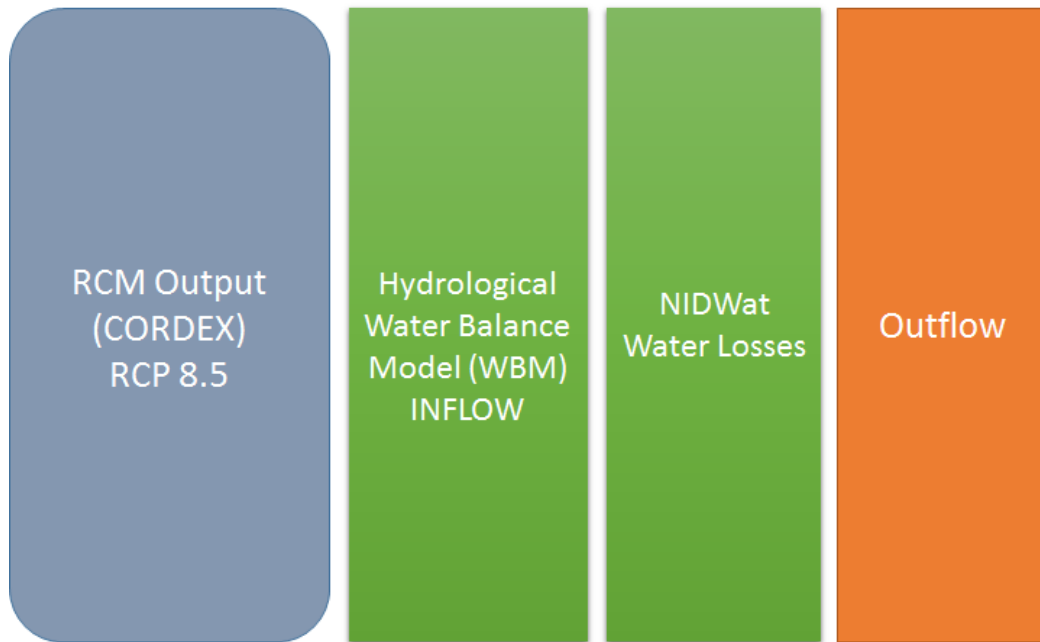 RCM Output
(CORDEX)
RCP 8.5
Hydrological
Water Balance
Model (WBM)
INFLOW
NIDWat
Water Losses
Outflow